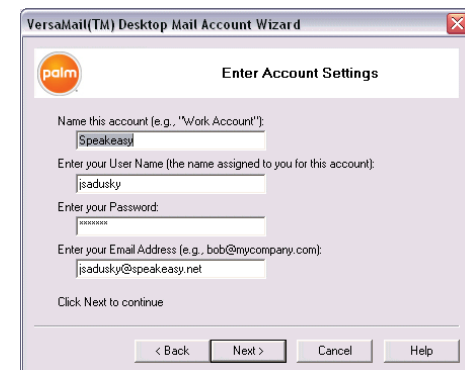 VersaMail(TM) Desktop Mail Account Wizard
palm
Enter Account Settings
Name this account (e.g., "Work Account"):
Speakeasy
Enter your User Name (the name assigned to you for this account):
jsadusky
Enter your Password:
*******
Enter your Email Address (e.g., bob@mycompany.com):
jsadusky@speakeasy.net
Click Next to continue
< Back Next > Cancel Help